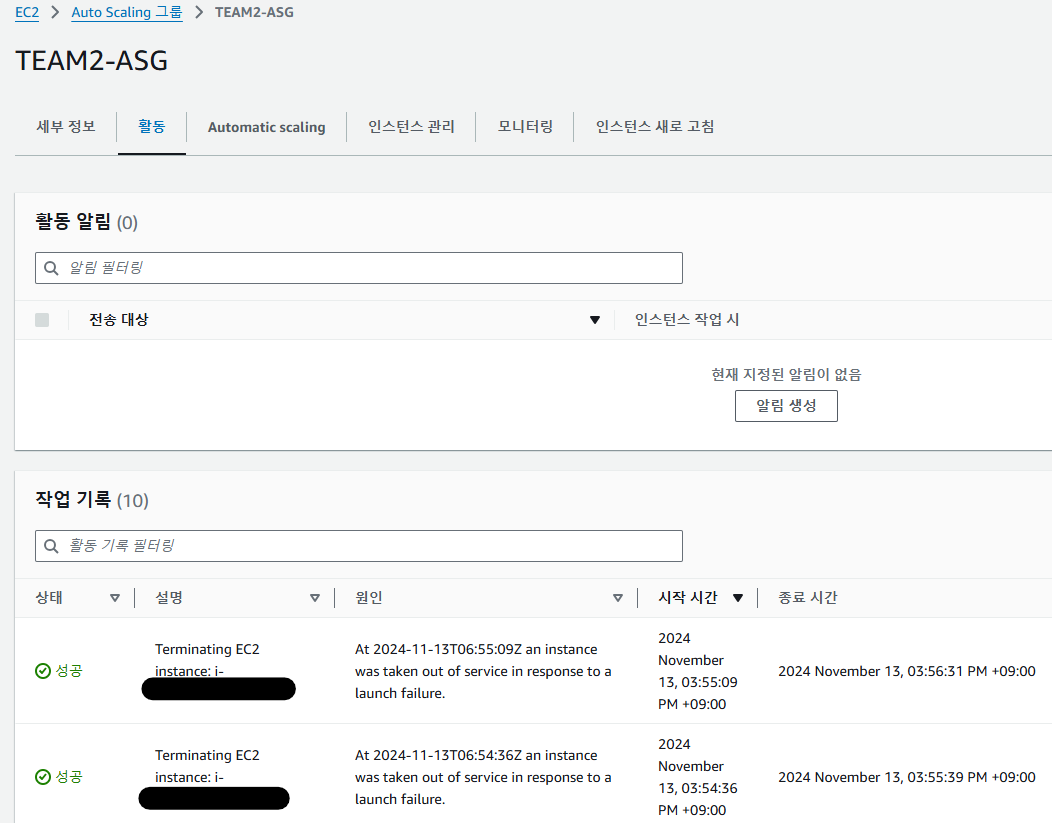 EC2 > Auto Scaling 그룹 > TEAM2-ASG
TEAM2-ASG
세부 정보 활동 Automatic scaling 인스턴스 관리 모니터링 인스턴스 새로 고침
활동 알림 (0)
알림 필터링
전송 대상 인스턴스 작업 시
현재 지정된 알림이 없음
알림 생성
작업 기록 (10)
활동 기록 필터링
상태 설명 원인 시작 시간 종료 시간
성공
Terminating EC2
instance: i-
At 2024-11-13T06:55:09Z an instance
was taken out of service in response to a
launch failure.
2024
November
13, 03:55:09
PM +09:00
2024 November 13, 03:56:31 PM +09:00
성공
Terminating EC2
instance: i-
At 2024-11-13T06:54:36Z an instance
was taken out of service in response to a
launch failure.
2024
November
13, 03:54:36
PM +09:00
2024 November 13, 03:55:39 PM +09:00